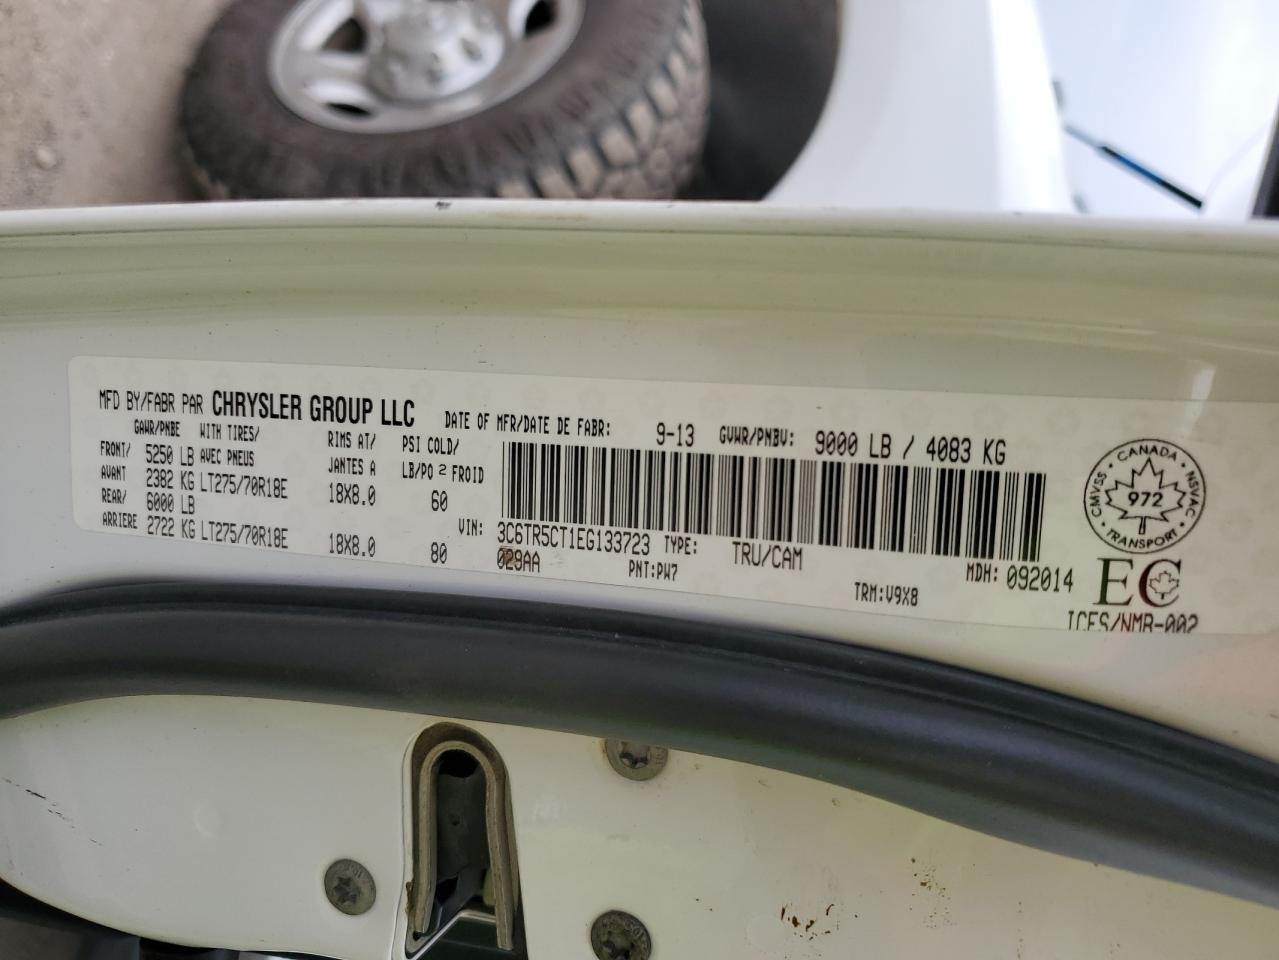 MFD BY/FABR PAR CHRYSLER GROUP LLC DATE OF MFR/DATE DE FABR: 9-13 GVWR/PNBV: 9000 LB / 4083 KG
GAWR/PNBE WITH TIRES/ RIMS AT/ PSI COLD/
FRONT/ 5250 LB AVEC PNEUS JANTES A LB/PO 2 FROID
AVANT 2382 KG LT275/70R18E 18X8.0 60
REAR/ 6000 LB
ARRIERE 2722 KG LT275/70R18E 18X8.0 80
VIN: 3C6TR5CT1EG133723 TYPE: TRU/CAM MDH: 092014
029AA PNT:PW7 TRM:V9X8
CMVSS · CANADA · NSVAC · TRANSPORT ·
972
EC
ICES/NMB-002